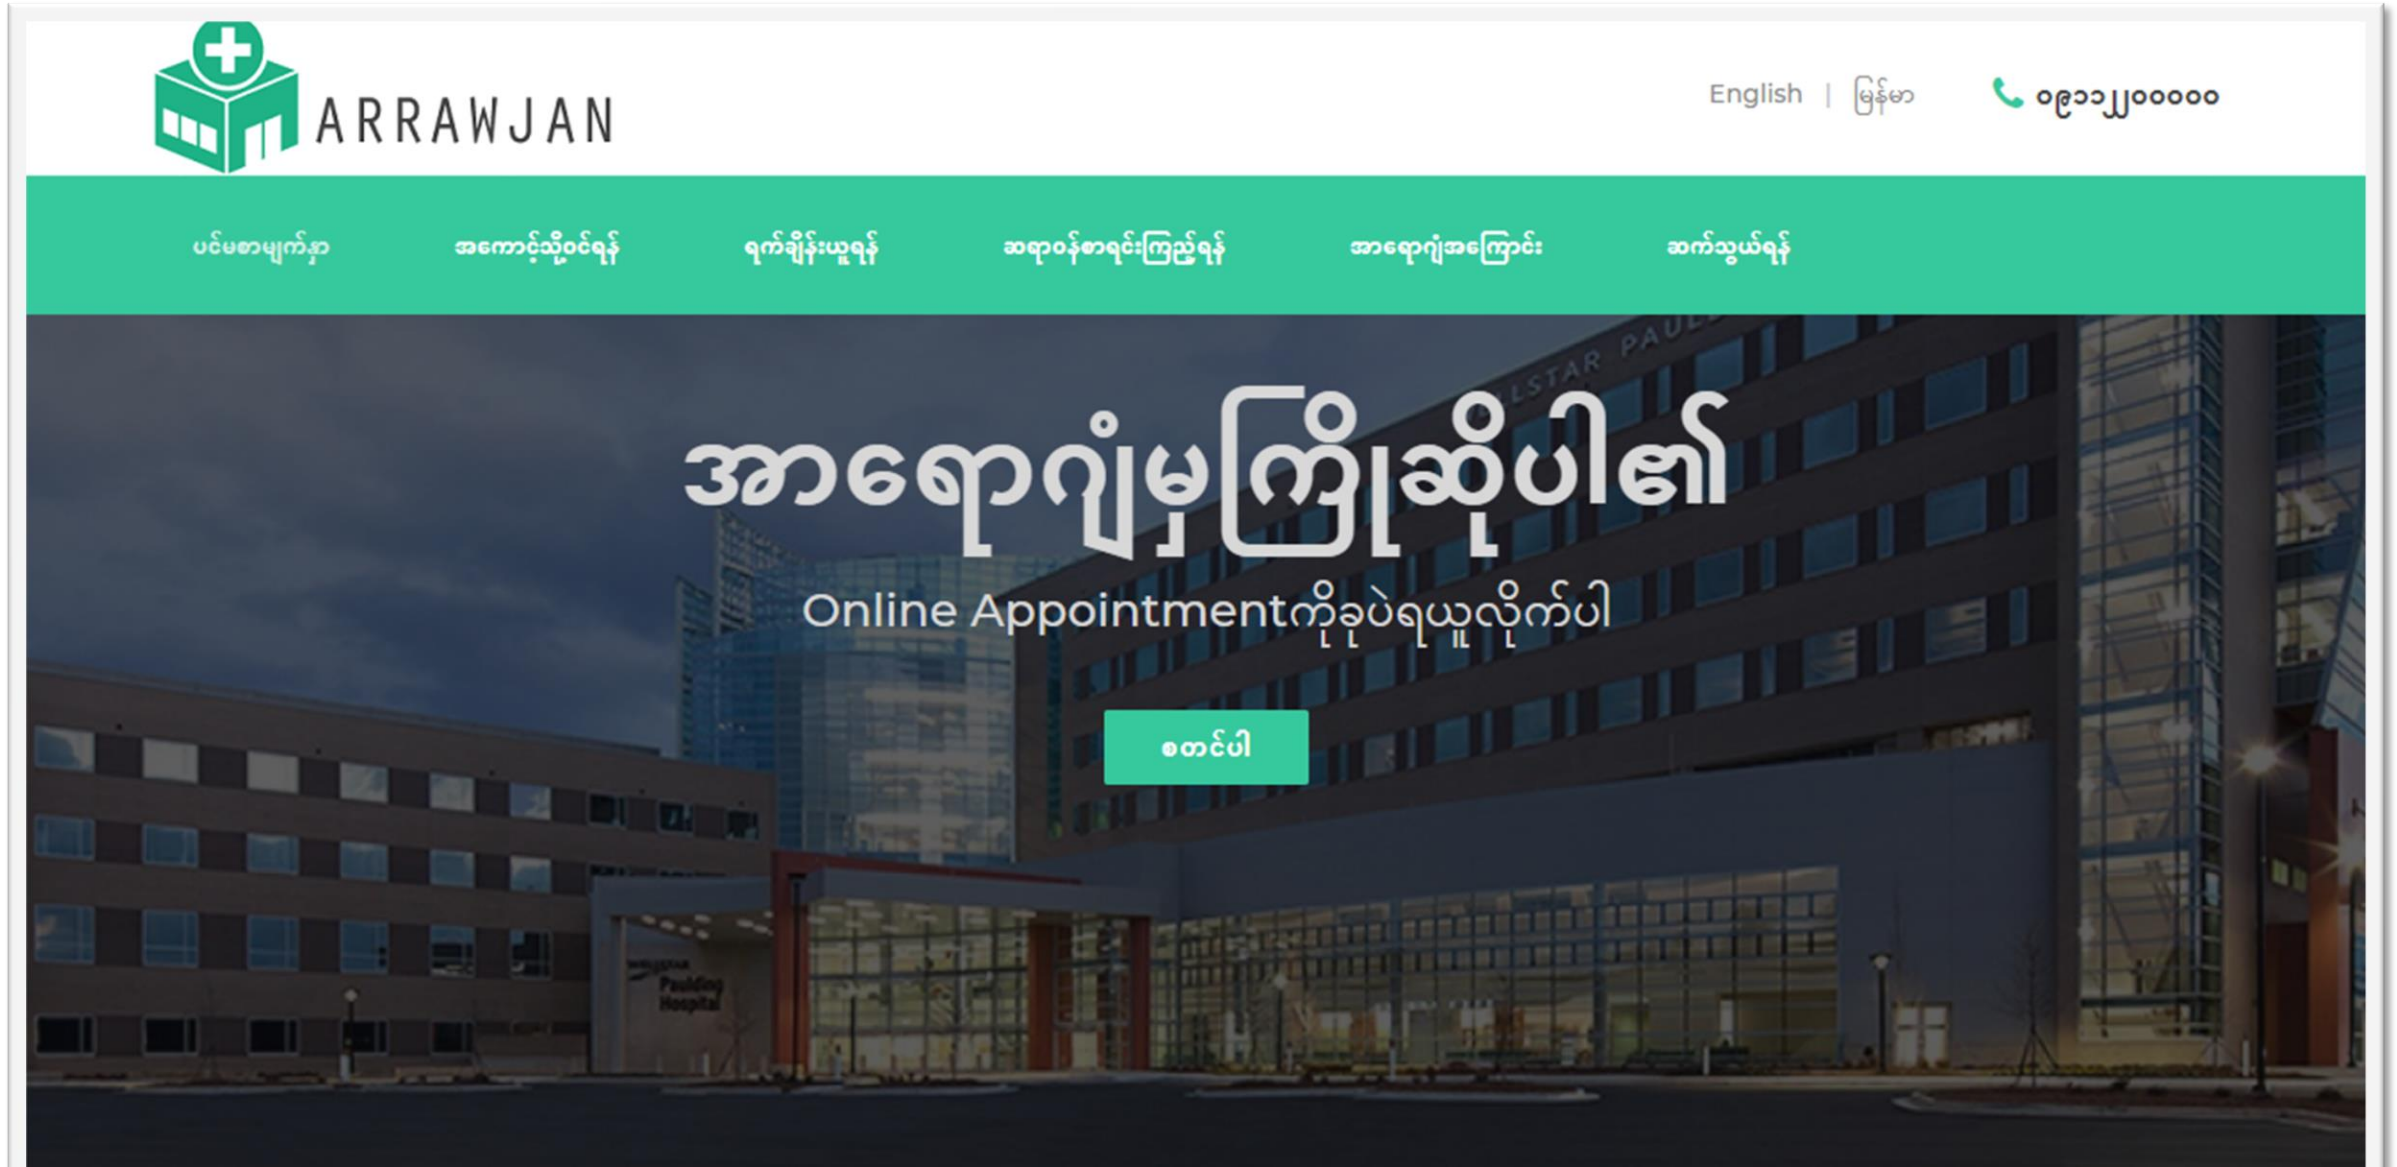 ARRAWJAN
English | မြန်မာ
၀၉၁၁၂၂၀၀၀၀၀
ပင်မစာမျက်နှာ
အကောင့်သို့ဝင်ရန်
ရက်ချိန်းယူရန်
ဆရာဝန်စာရင်းကြည့်ရန်
အာရောဂျံအကြောင်း
ဆက်သွယ်ရန်
အာရောဂျံမှကြိုဆိုပါ၏
Online Appointmentကိုခုပဲရယူလိုက်ပါ
စတင်ပါ
Paulding
Hospital